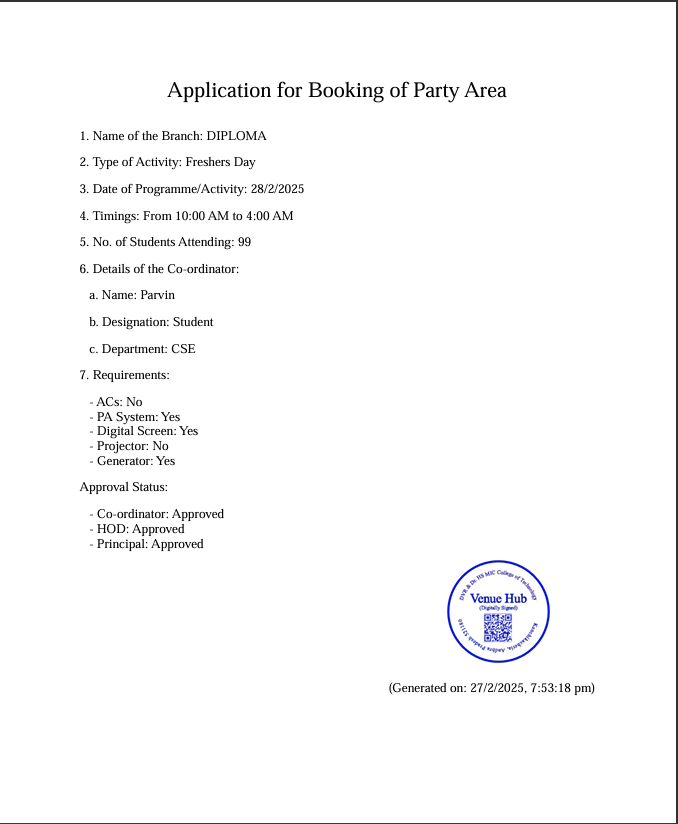 Application for Booking of Party Area
1. Name of the Branch: DIPLOMA
2. Type of Activity: Freshers Day
3. Date of Programme/Activity: 28/2/2025
4. Timings: From 10:00 AM to 4:00 AM
5. No. of Students Attending: 99
6. Details of the Co-ordinator:
a. Name: Parvin
b. Designation: Student
c. Department: CSE
7. Requirements:
- ACs: No
- PA System: Yes
- Digital Screen: Yes
- Projector: No
- Generator: Yes
Approval Status:
- Co-ordinator: Approved
- HOD: Approved
- Principal: Approved
DVR & Dr. HS MIC College of Technology
Venue Hub
(Digitally Signed)
Kanchikacherla, Andhra Pradesh 521180
(Generated on: 27/2/2025, 7:53:18 pm)